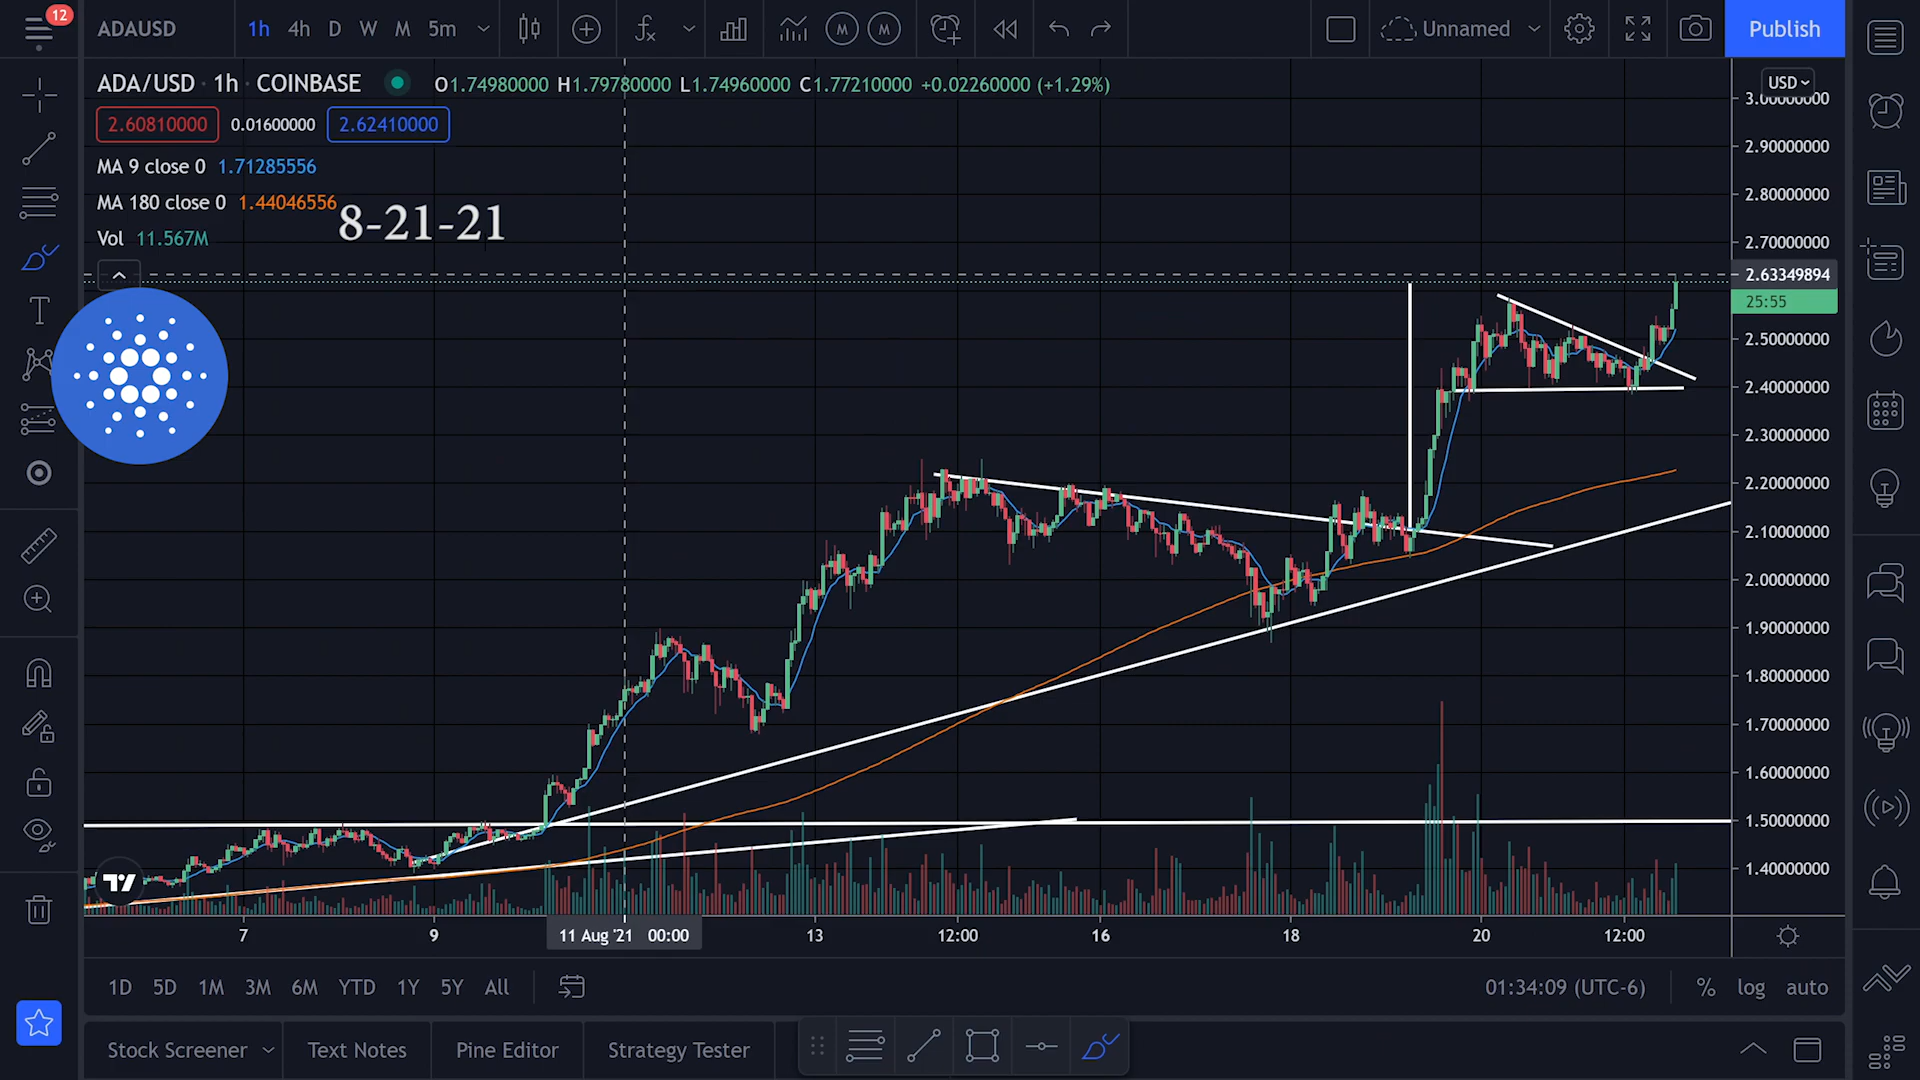 12
ADAUSD 1h 4h D W M 5m Unnamed Publish
ADA/USD · 1h · COINBASE O1.74980000 H1.79780000 L1.74960000 C1.77210000 +0.02260000 (+1.29%)
2.60810000 0.01600000 2.62410000
MA 9 close 0 1.71285556
MA 180 close 0 1.44046556
8-21-21
Vol 11.567M
USD
3.00000000
2.90000000
2.80000000
2.70000000
2.63349894
25:55
2.50000000
2.40000000
2.30000000
2.20000000
2.10000000
2.00000000
1.90000000
1.80000000
1.70000000
1.60000000
1.50000000
1.40000000
7 9 11 Aug '21 00:00 13 12:00 16 18 20 12:00
1D 5D 1M 3M 6M YTD 1Y 5Y All 01:34:09 (UTC-6) % log auto
Stock Screener Text Notes Pine Editor Strategy Tester